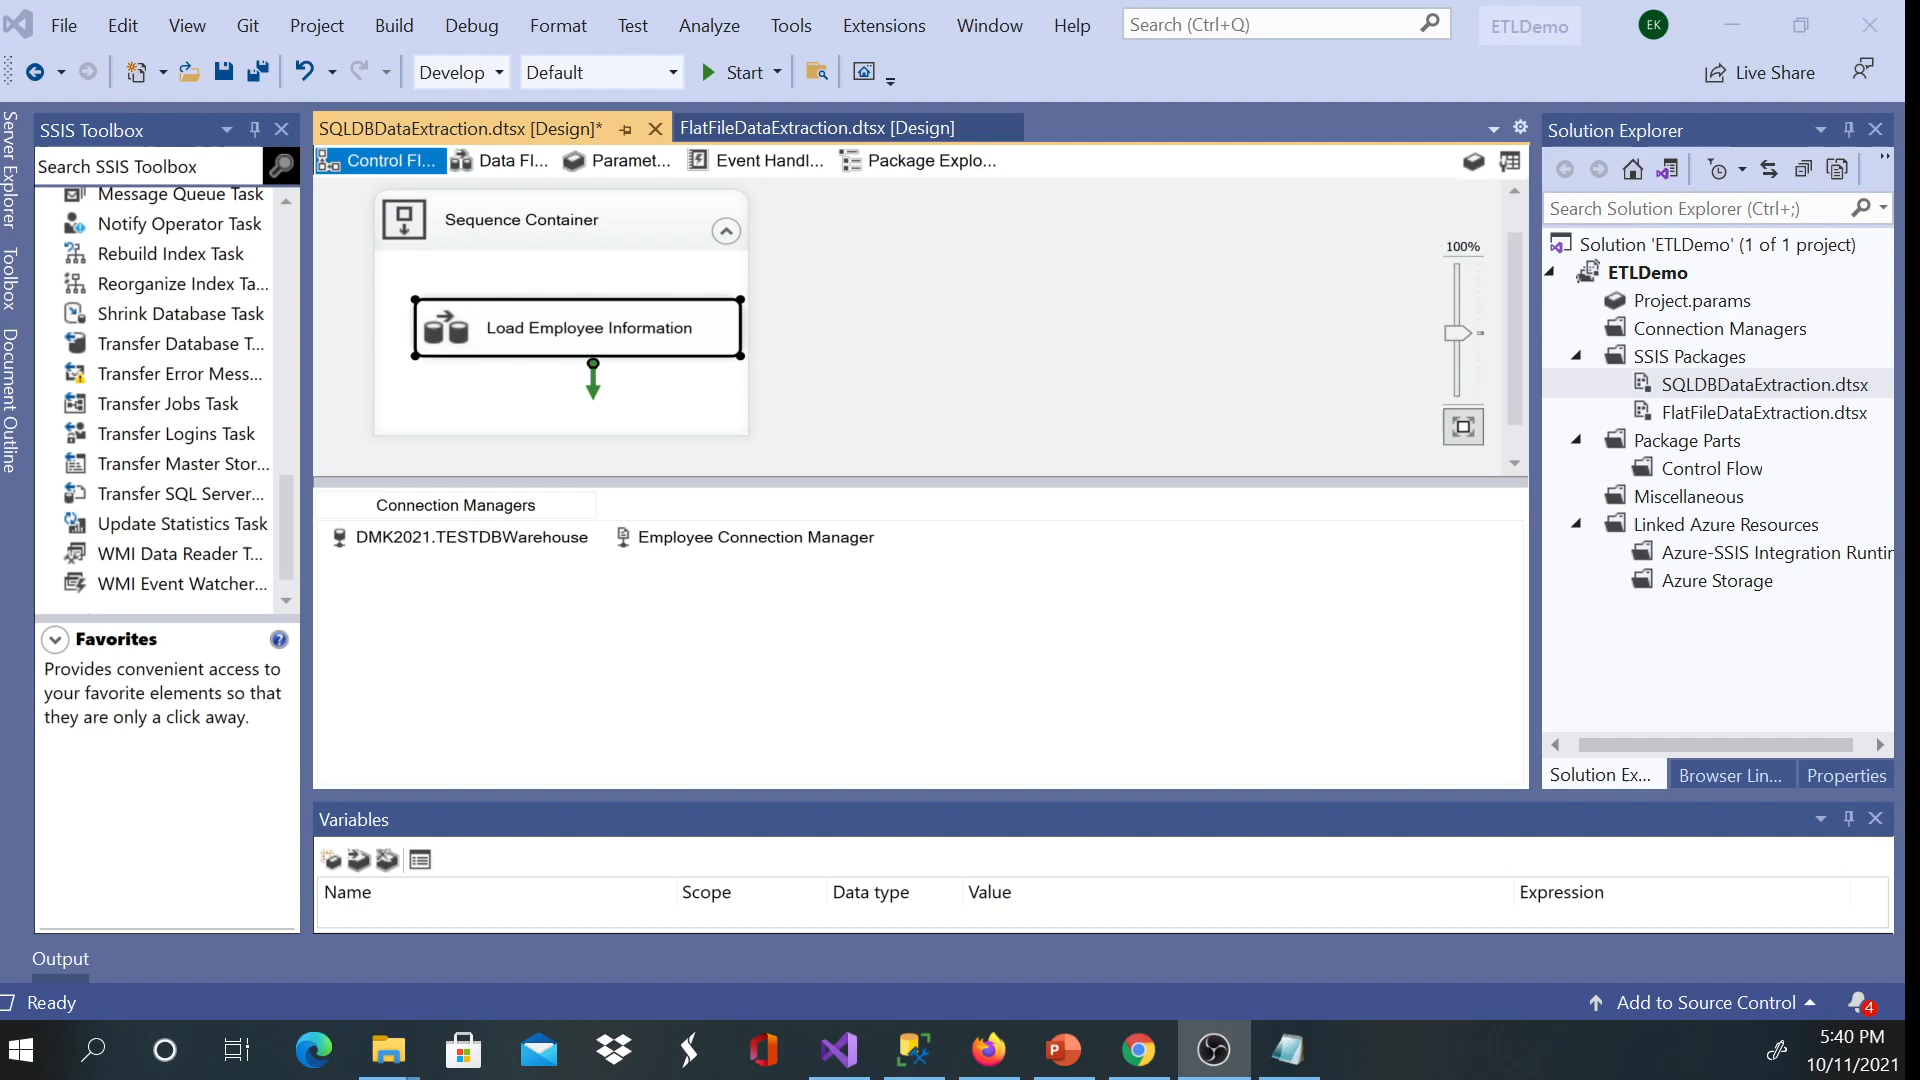 File Edit View Git Project Build Debug Format Test Analyze Tools Extensions Window Help Search (Ctrl+Q) ETLDemo EK
Develop Default Start Live Share
Server Explorer
Toolbox
Document Outline
SSIS Toolbox
Search SSIS Toolbox
Message Queue Task
Notify Operator Task
Rebuild Index Task
Reorganize Index Ta...
Shrink Database Task
Transfer Database T...
Transfer Error Mess...
Transfer Jobs Task
Transfer Logins Task
Transfer Master Stor...
Transfer SQL Server...
Update Statistics Task
WMI Data Reader T...
WMI Event Watcher...
Favorites
Provides convenient access to
your favorite elements so that
they are only a click away.
SQLDBDataExtraction.dtsx [Design]* FlatFileDataExtraction.dtsx [Design]
Control Fl... Data Fl... Paramet... Event Handl... Package Explo...
Sequence Container
Load Employee Information
100%
Connection Managers
DMK2021.TESTDBWarehouse Employee Connection Manager
Solution Explorer
Search Solution Explorer (Ctrl+;)
Solution 'ETLDemo' (1 of 1 project)
ETLDemo
Project.params
Connection Managers
SSIS Packages
SQLDBDataExtraction.dtsx
FlatFileDataExtraction.dtsx
Package Parts
Control Flow
Miscellaneous
Linked Azure Resources
Azure-SSIS Integration Runtin
Azure Storage
Solution Ex... Browser Lin... Properties
Variables
Name Scope Data type Value Expression
Output
Ready Add to Source Control 4
5:40 PM
10/11/2021